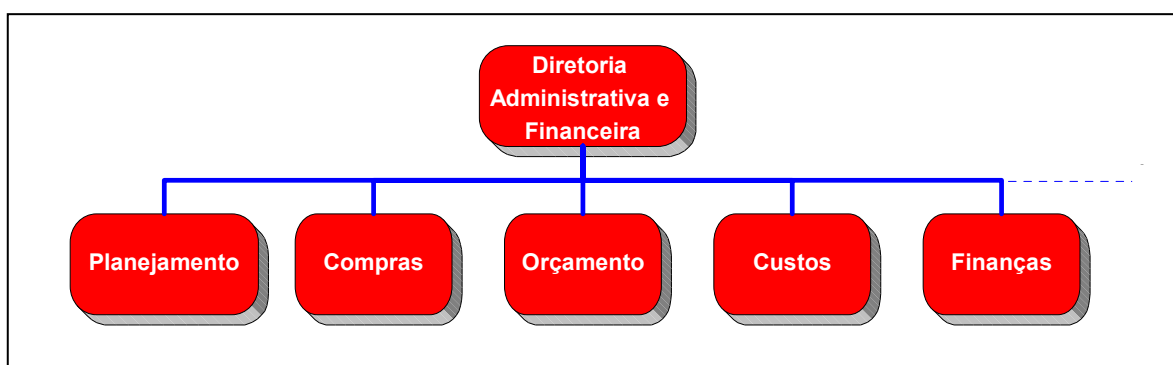 Diretoria
Administrativa e
Financeira
Planejamento
Compras
Orçamento
Custos
Finanças